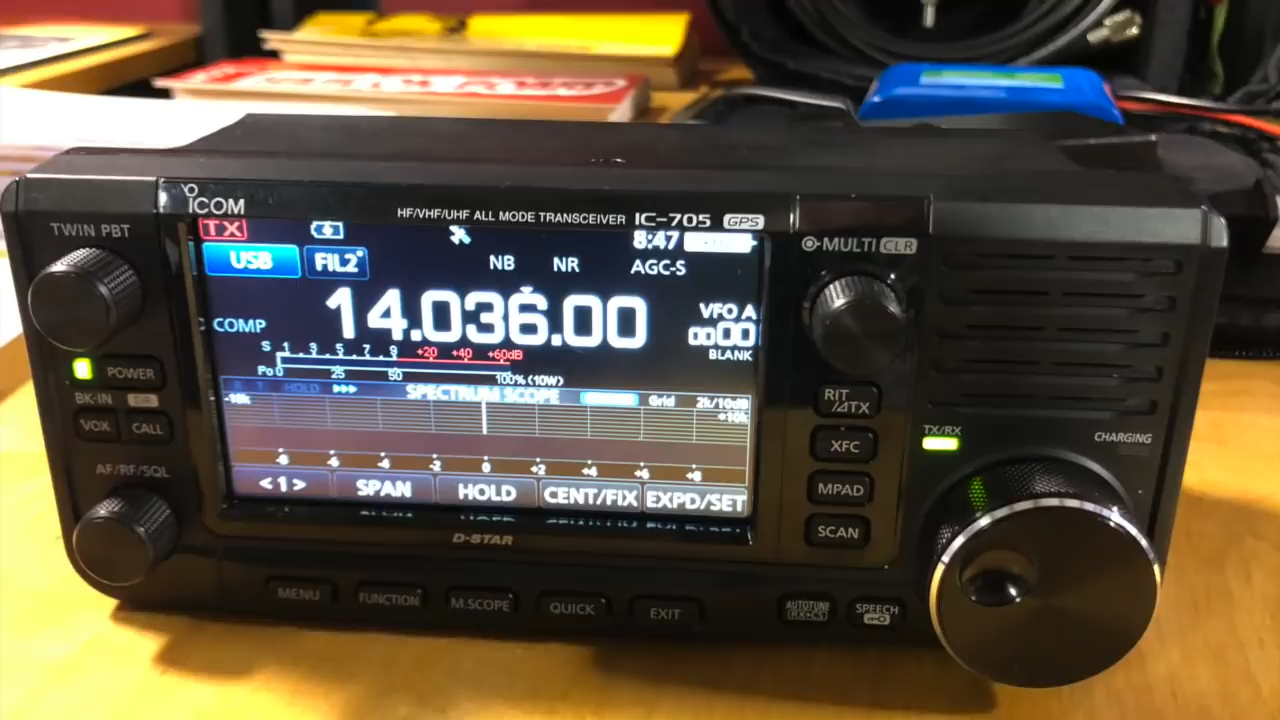 ICOM
HF/VHF/UHF ALL MODE TRANSCEIVER IC-705 GPS
TWIN PBT
TX 8:47
MULTI CLR
USB FIL2 NB NR AGC-S
COMP 14.036.00 VFO A
00
BLANK
S 1 3 5 7 9 +20 +40 +60dB
Po 0 25 50 100% (10W)
POWER
BK-IN
VOX CALL
HOLD SPECTRUM SCOPE Grid 2k/10dB
-10k +10k
-8 -6 -4 -2 0 +2 +4 +6 +8
<1> SPAN HOLD CENT/FIX EXPD/SET
AF/RF/SQL
D-STAR
RIT
/⊿TX
XFC
MPAD
SCAN
TX/RX
CHARGING
MENU FUNCTION M.SCOPE QUICK EXIT
AUTOTUNE
(RX→CS)
SPEECH